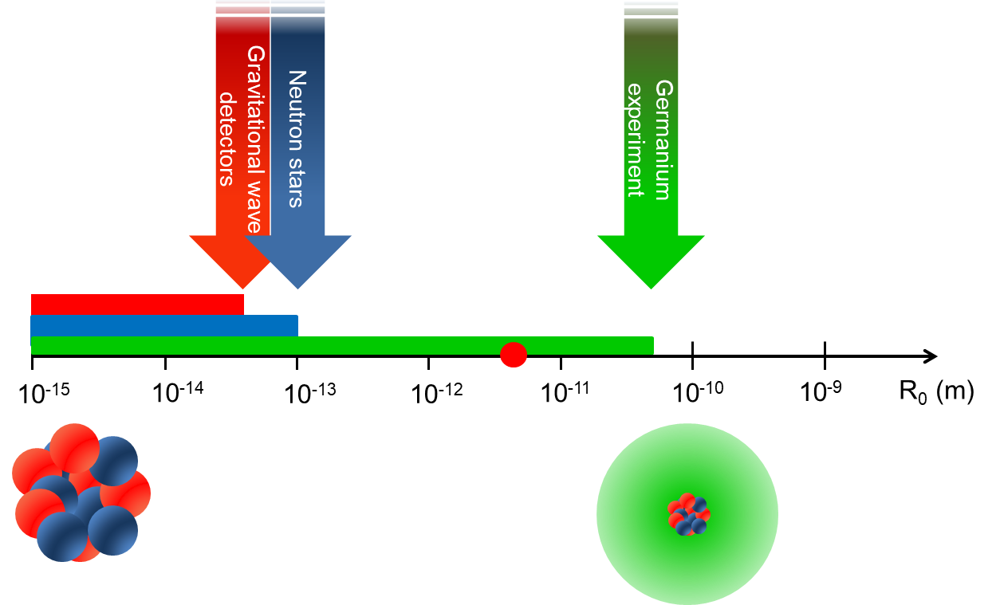 Gravitational wave
detectors
Neutron stars
Germanium
experiment
10⁻¹⁵
10⁻¹⁴
10⁻¹³
10⁻¹²
10⁻¹¹
10⁻¹⁰
10⁻⁹
R₀ (m)